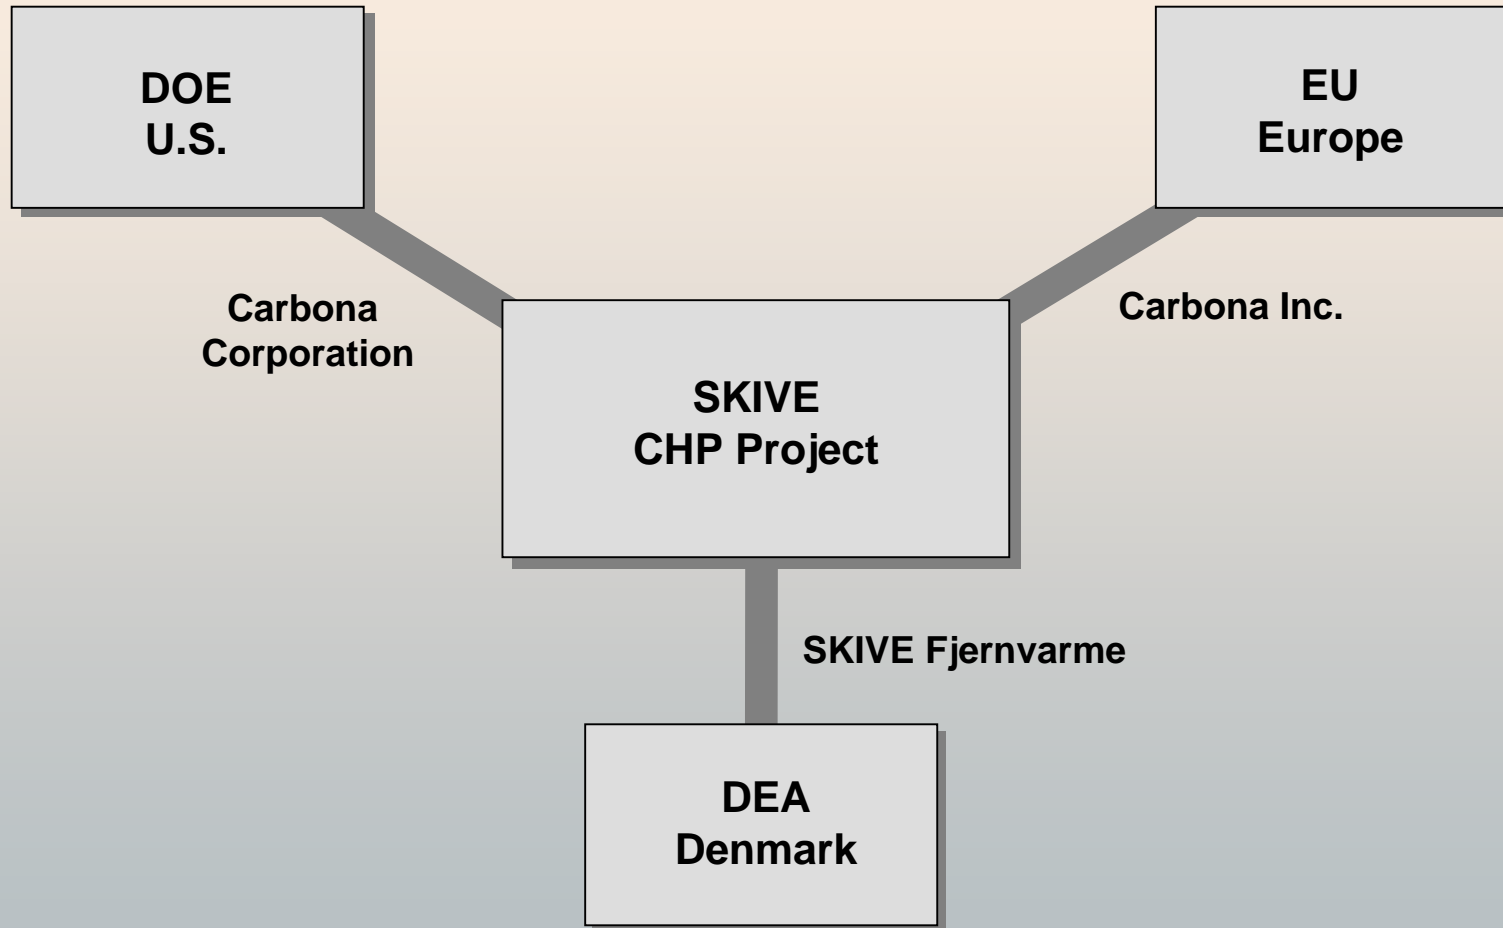 DOE
U.S.
EU
Europe
Carbona
Corporation
Carbona Inc.
SKIVE
CHP Project
SKIVE Fjernvarme
DEA
Denmark